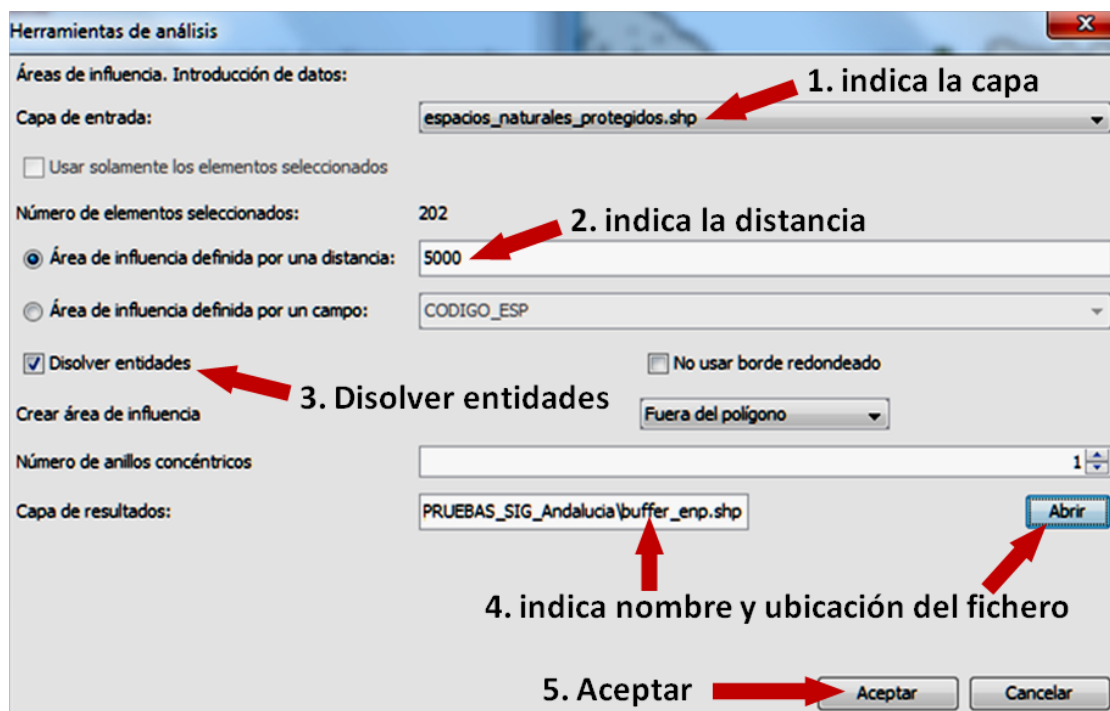 Herramientas de análisis
Áreas de influencia. Introducción de datos:
1. indica la capa
Capa de entrada: espacios_naturales_protegidos.shp
Usar solamente los elementos seleccionados
Número de elementos seleccionados: 202
2. indica la distancia
Área de influencia definida por una distancia: 5000
Área de influencia definida por un campo: CODIGO_ESP
Disolver entidades No usar borde redondeado
3. Disolver entidades
Crear área de influencia Fuera del polígono
Número de anillos concéntricos 1
Capa de resultados: PRUEBAS_SIG_Andalucia\buffer_enp.shp Abrir
4. indica nombre y ubicación del fichero
5. Aceptar Aceptar Cancelar